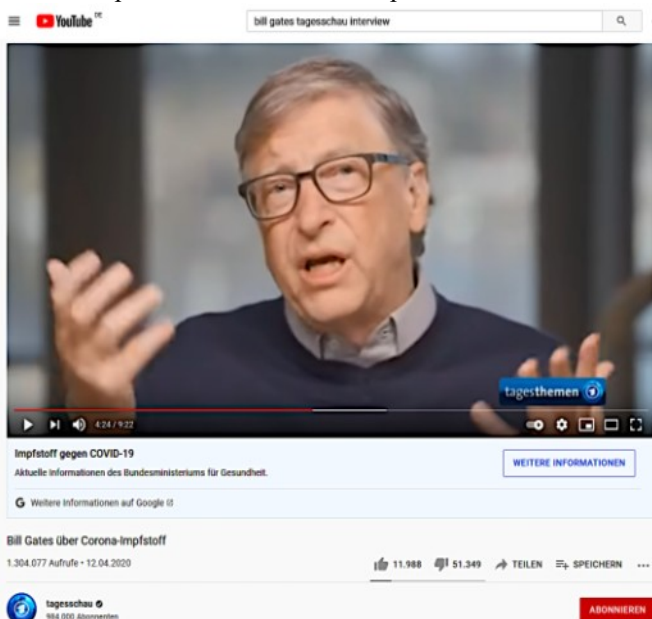 YouTube DE
bill gates tagesschau interview
tagesthemen
4:24 / 9:22
Impfstoff gegen COVID-19
Aktuelle Informationen des Bundesministeriums für Gesundheit.
WEITERE INFORMATIONEN
G Weitere Informationen auf Google
Bill Gates über Corona-Impfstoff
1.304.077 Aufrufe • 12.04.2020
11.988
51.349
TEILEN
SPEICHERN
tagesschau
984.000 Abonnenten
ABONNIEREN